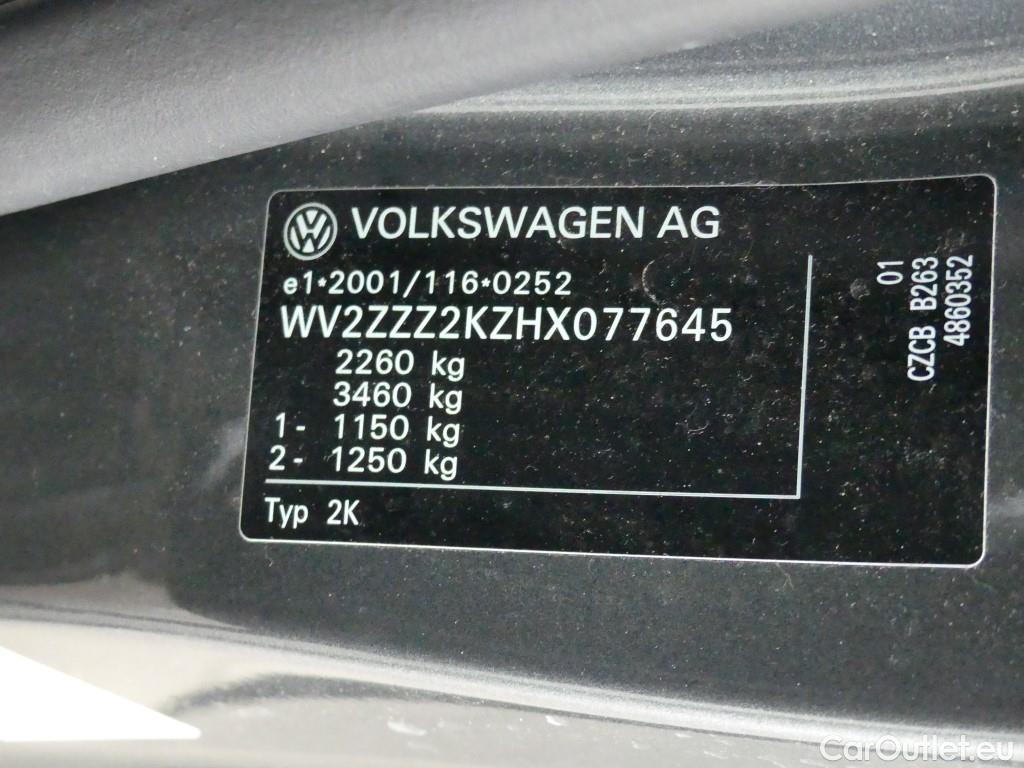 VOLKSWAGEN AG
e1*2001/116*0252
WV2ZZZ2KZHX077645
2260 kg
3460 kg
1- 1150 kg
2- 1250 kg
Typ 2K
01
CZCB B263
4860352
CarOutlet.eu